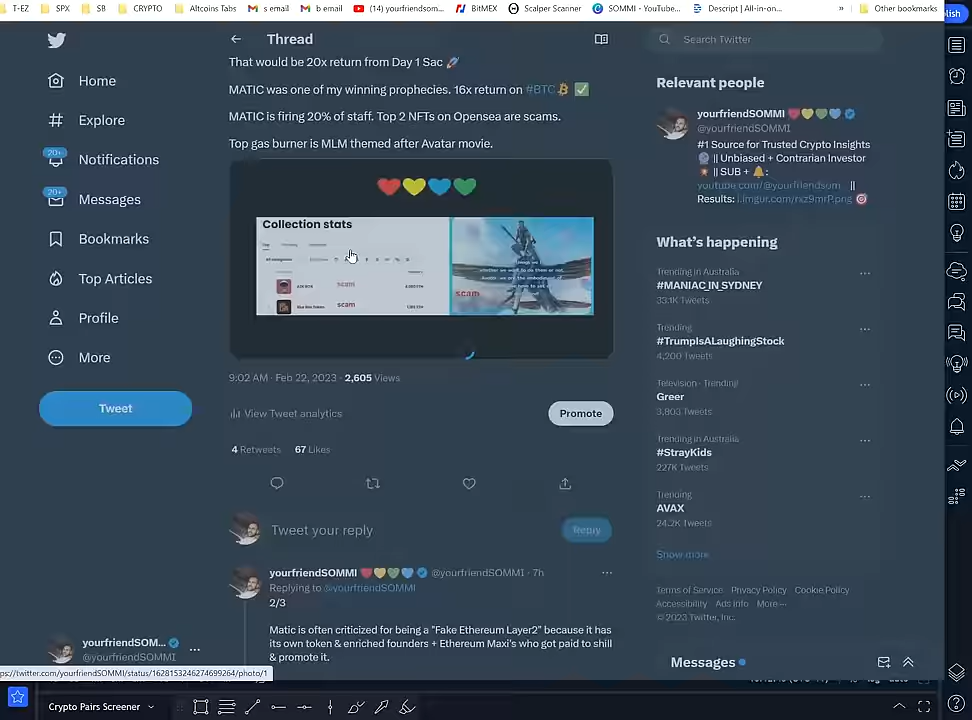 T-EZ SPX SB CRYPTO Altcoins Tabs s email b email (14) yourfriendsom... BitMEX Scalper Scanner SOMMI - YouTube... Descript | All-in-on... » Other bookmarks
lish
Thread
Search Twitter
Home
Explore
20+
Notifications
20+
Messages
Bookmarks
Top Articles
Profile
More
Tweet
yourfriendSOM...
@yourfriendSOMMI
...
That would be 20x return from Day 1 Sac 🚀
MATIC was one of my winning prophecies. 16x return on #BTC ✅
MATIC is firing 20% of staff. Top 2 NFTs on Opensea are scams.
Top gas burner is MLM themed after Avatar movie.
Collection stats
scam
scam
scam
9:02 AM · Feb 22, 2023 · 2,605 Views
View Tweet analytics
Promote
4 Retweets 67 Likes
Tweet your reply
Reply
yourfriendSOMMI ❤️💛💚💙 @yourfriendSOMMI · 7h
Replying to @yourfriendSOMMI
2/3
Matic is often criticized for being a "Fake Ethereum Layer2" because it has
its own token & enriched founders + Ethereum Maxi's who got paid to shill
& promote it.
Relevant people
yourfriendSOMMI ❤️💛💚💙
@yourfriendSOMMI
#1 Source for Trusted Crypto Insights
|| Unbiased + Contrarian Investor
|| SUB + 🔔:
youtube.com/@yourfriendsom... ||
Results: i.imgur.com/rxz9mrP.png 🎯
What's happening
Trending in Australia
#MANIAC_IN_SYDNEY
33.1K Tweets
Trending
#TrumpIsALaughingStock
4,200 Tweets
Television · Trending
Greer
3,803 Tweets
Trending in Australia
#StrayKids
227K Tweets
Trending
AVAX
24.2K Tweets
Show more
Terms of Service Privacy Policy Cookie Policy
Accessibility Ads info More ...
© 2023 Twitter, Inc.
Messages
ps://twitter.com/yourfriendSOMMI/status/1628153246274699264/photo/1
Crypto Pairs Screener